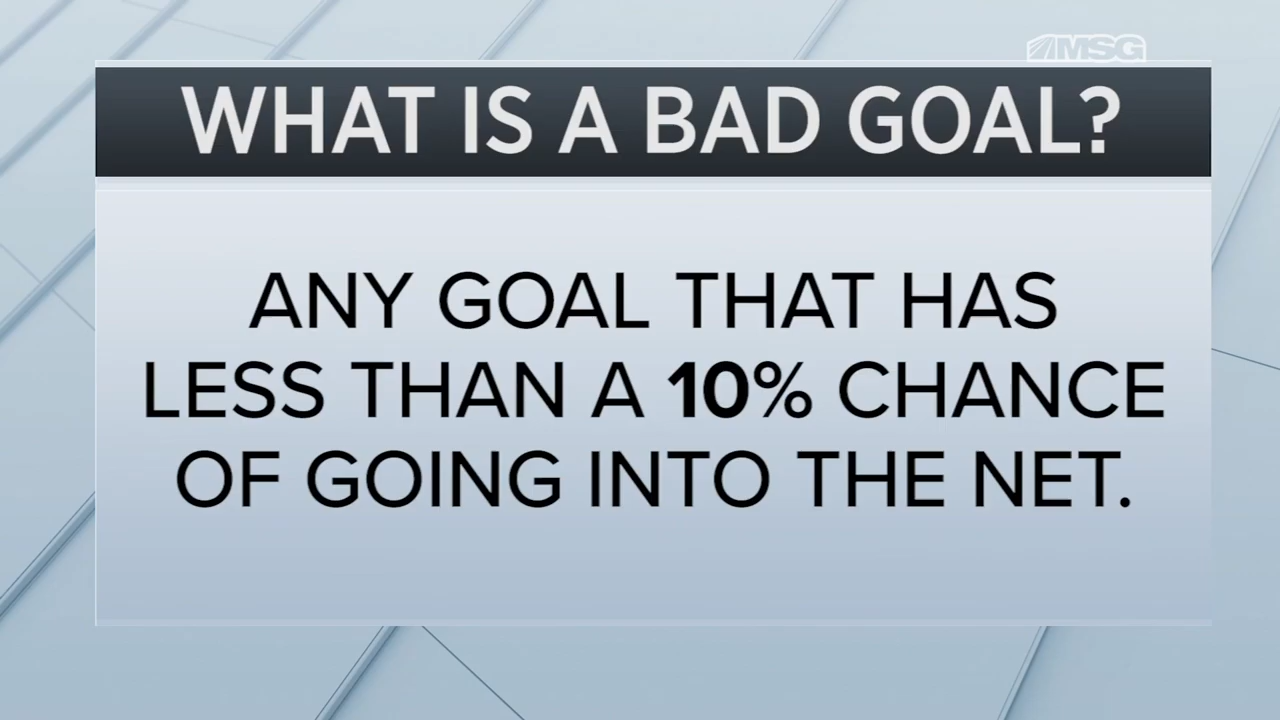 MSG
WHAT IS A BAD GOAL?
ANY GOAL THAT HAS
LESS THAN A 10% CHANCE
OF GOING INTO THE NET.